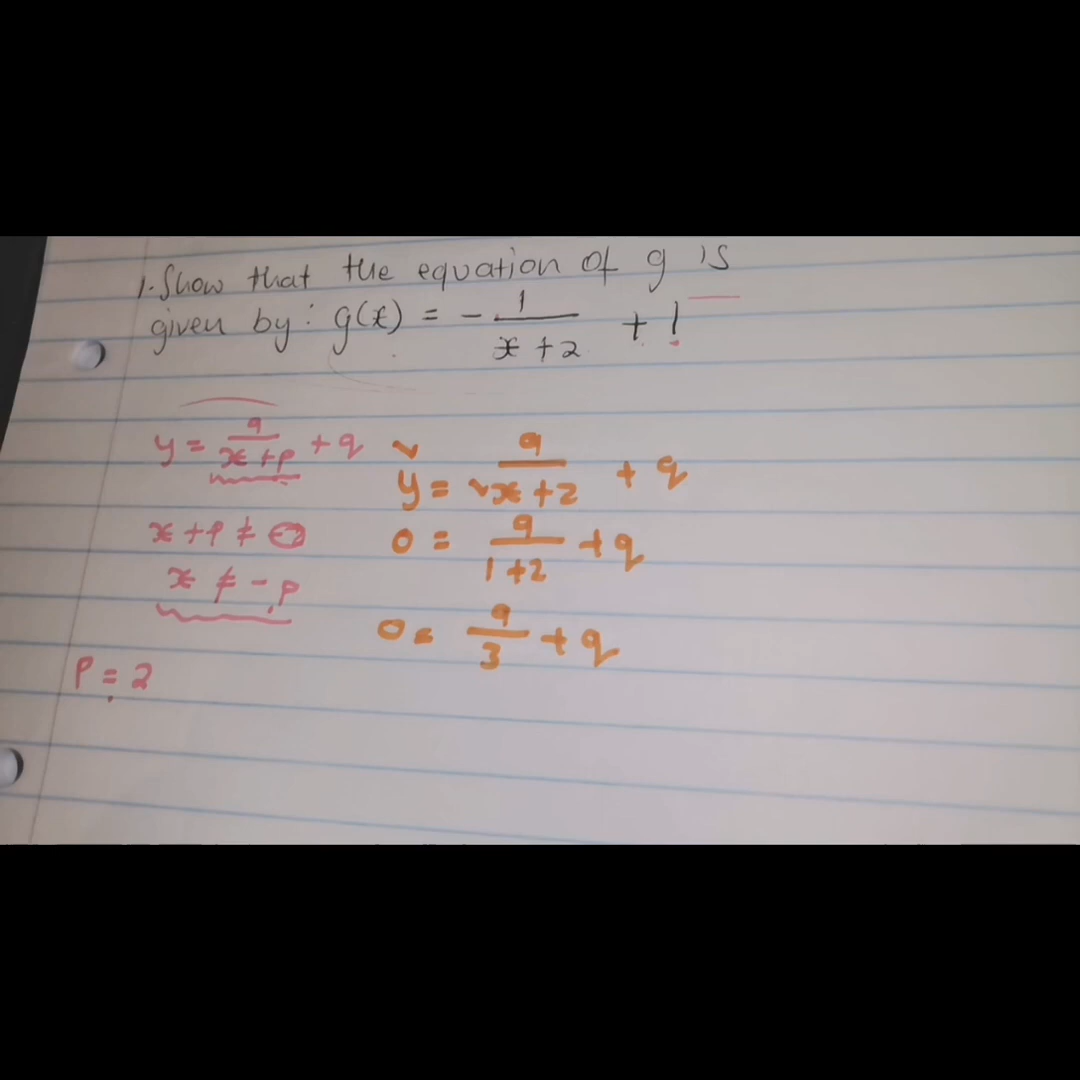 1. Show that the equation of g is
given by: g(x) = - 1/(x + 2) + 1
y = a/(x + p) + q
x + p ≠ 0
x ≠ - p
p = 2
y = a/(x + 2) + q
0 = a/(1 + 2) + q
0 = a/3 + q